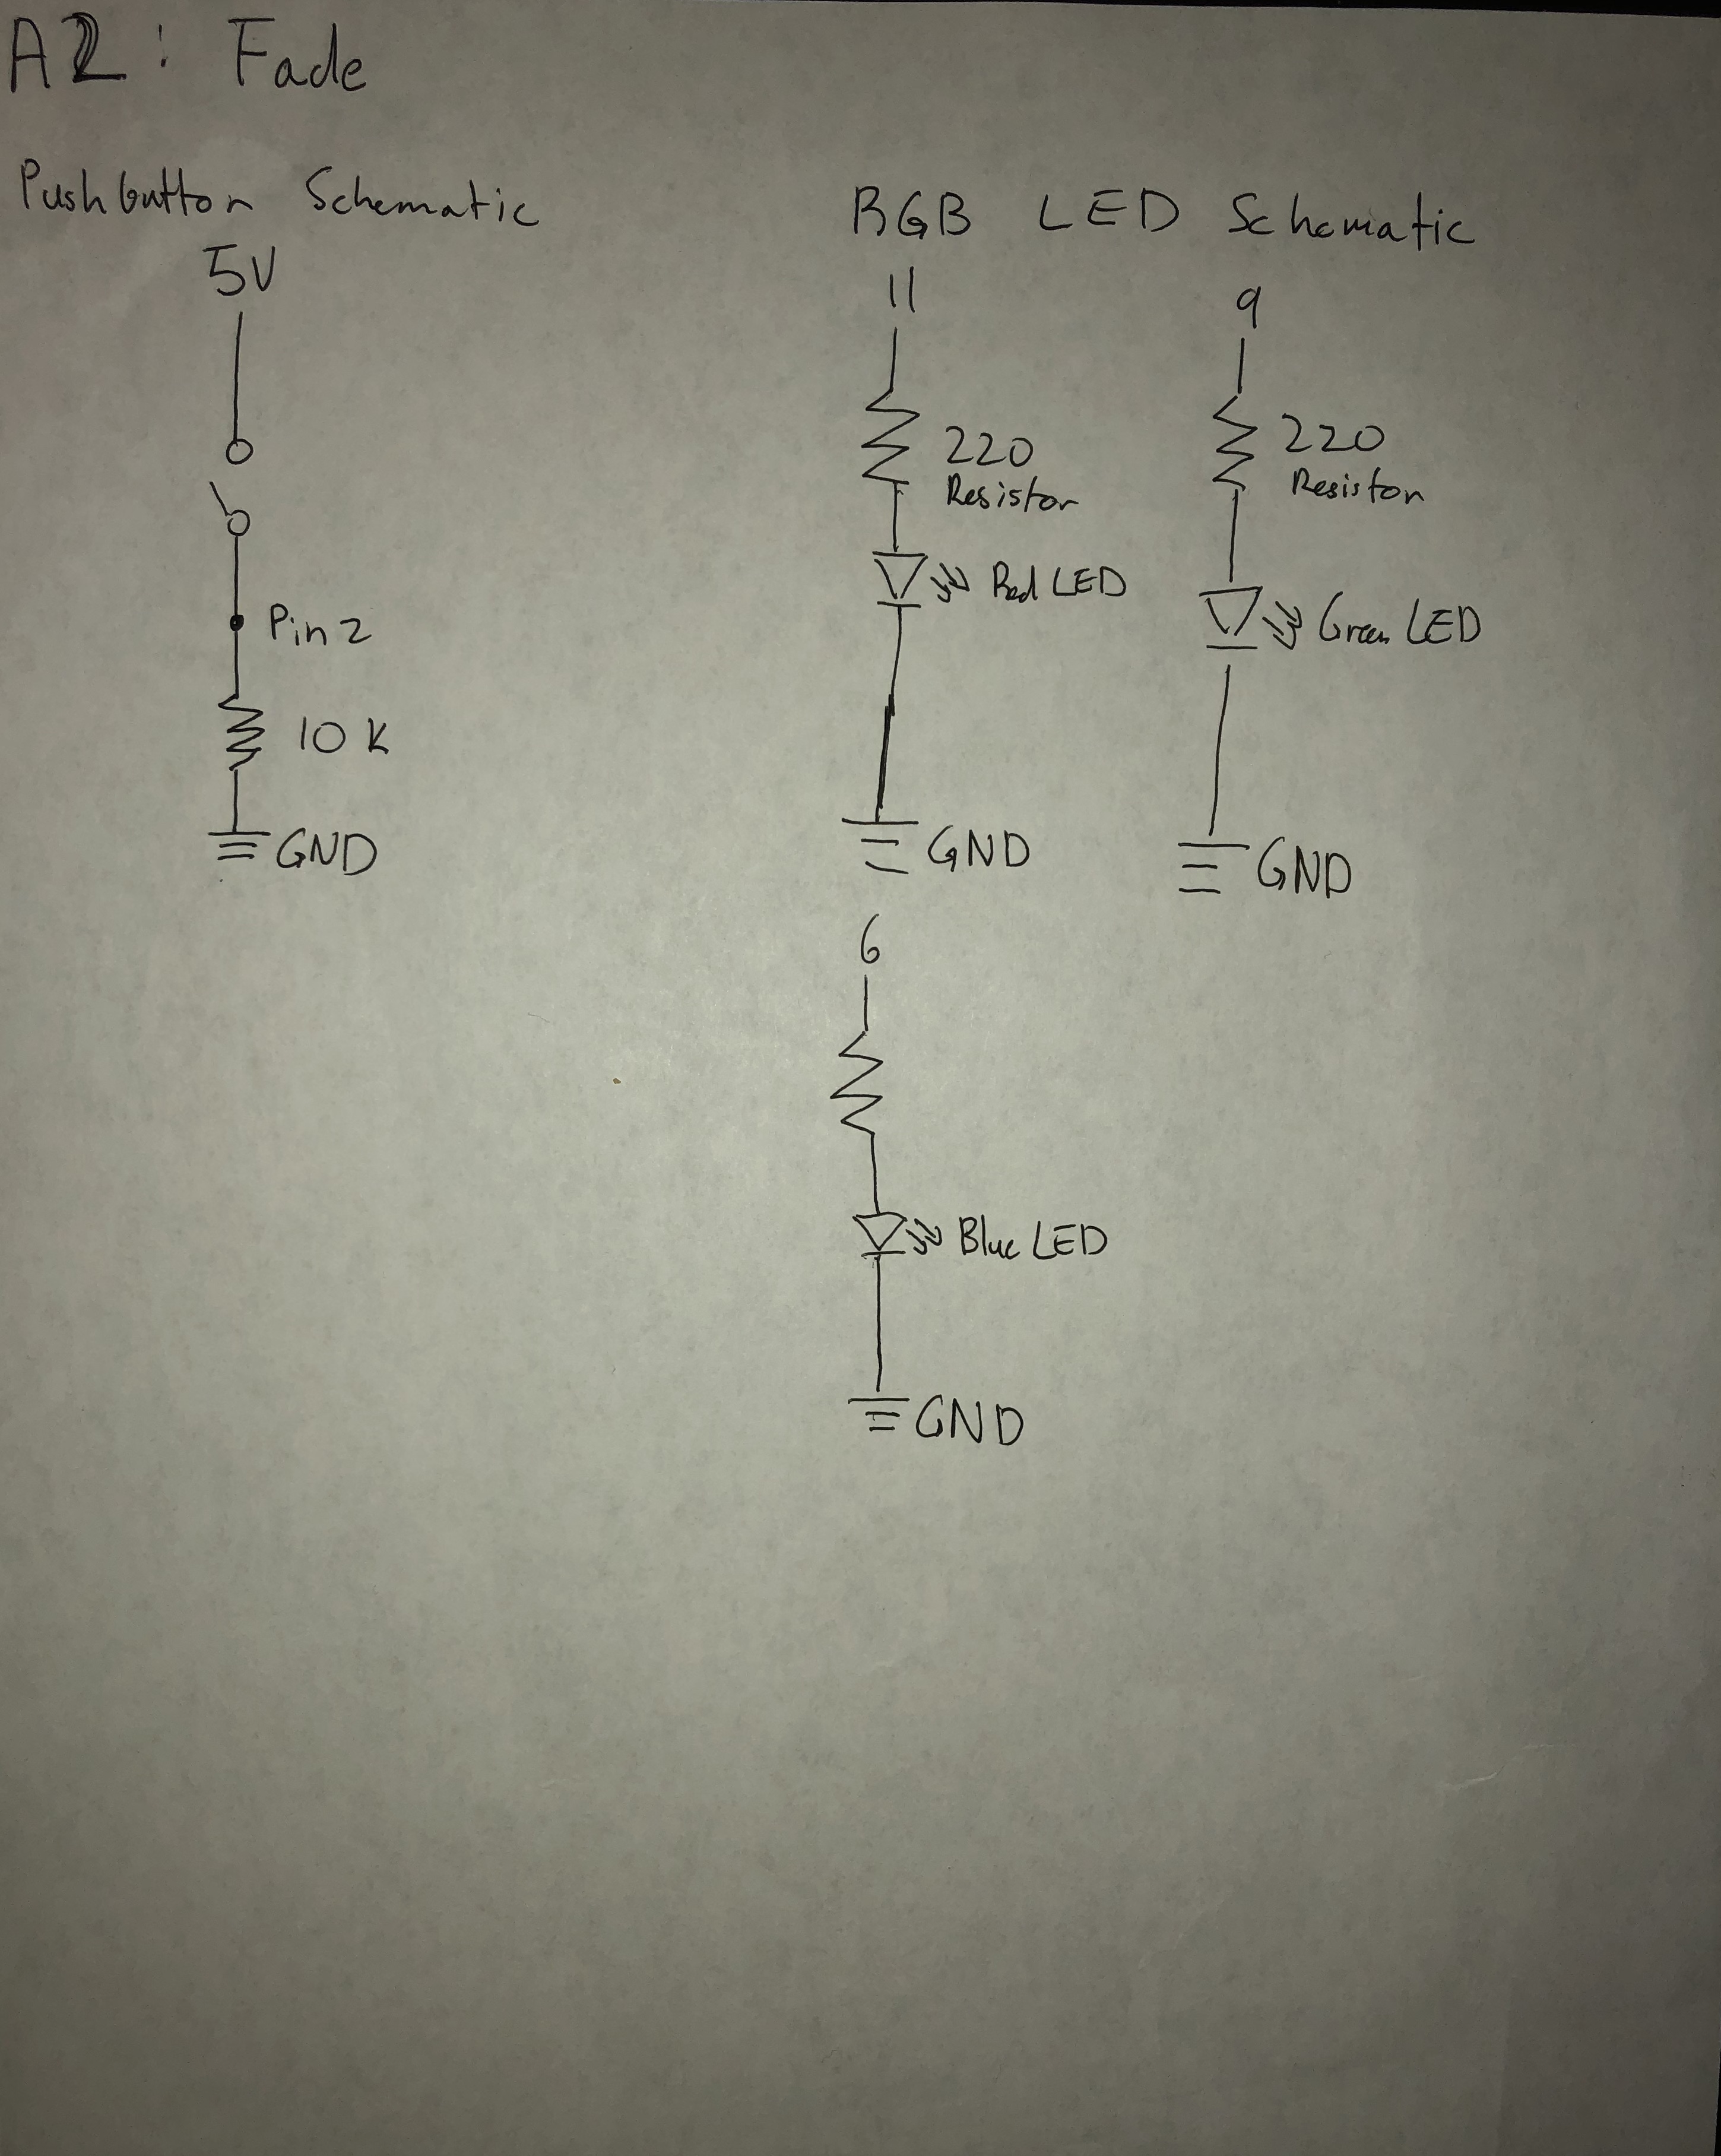 A2: Fade
Pushbutton Schematic
5V
Pin 2
10 K
GND
RGB LED Schematic
11
220
Resistor
Red LED
GND
9
220
Resistor
Green LED
GND
6
Blue LED
GND